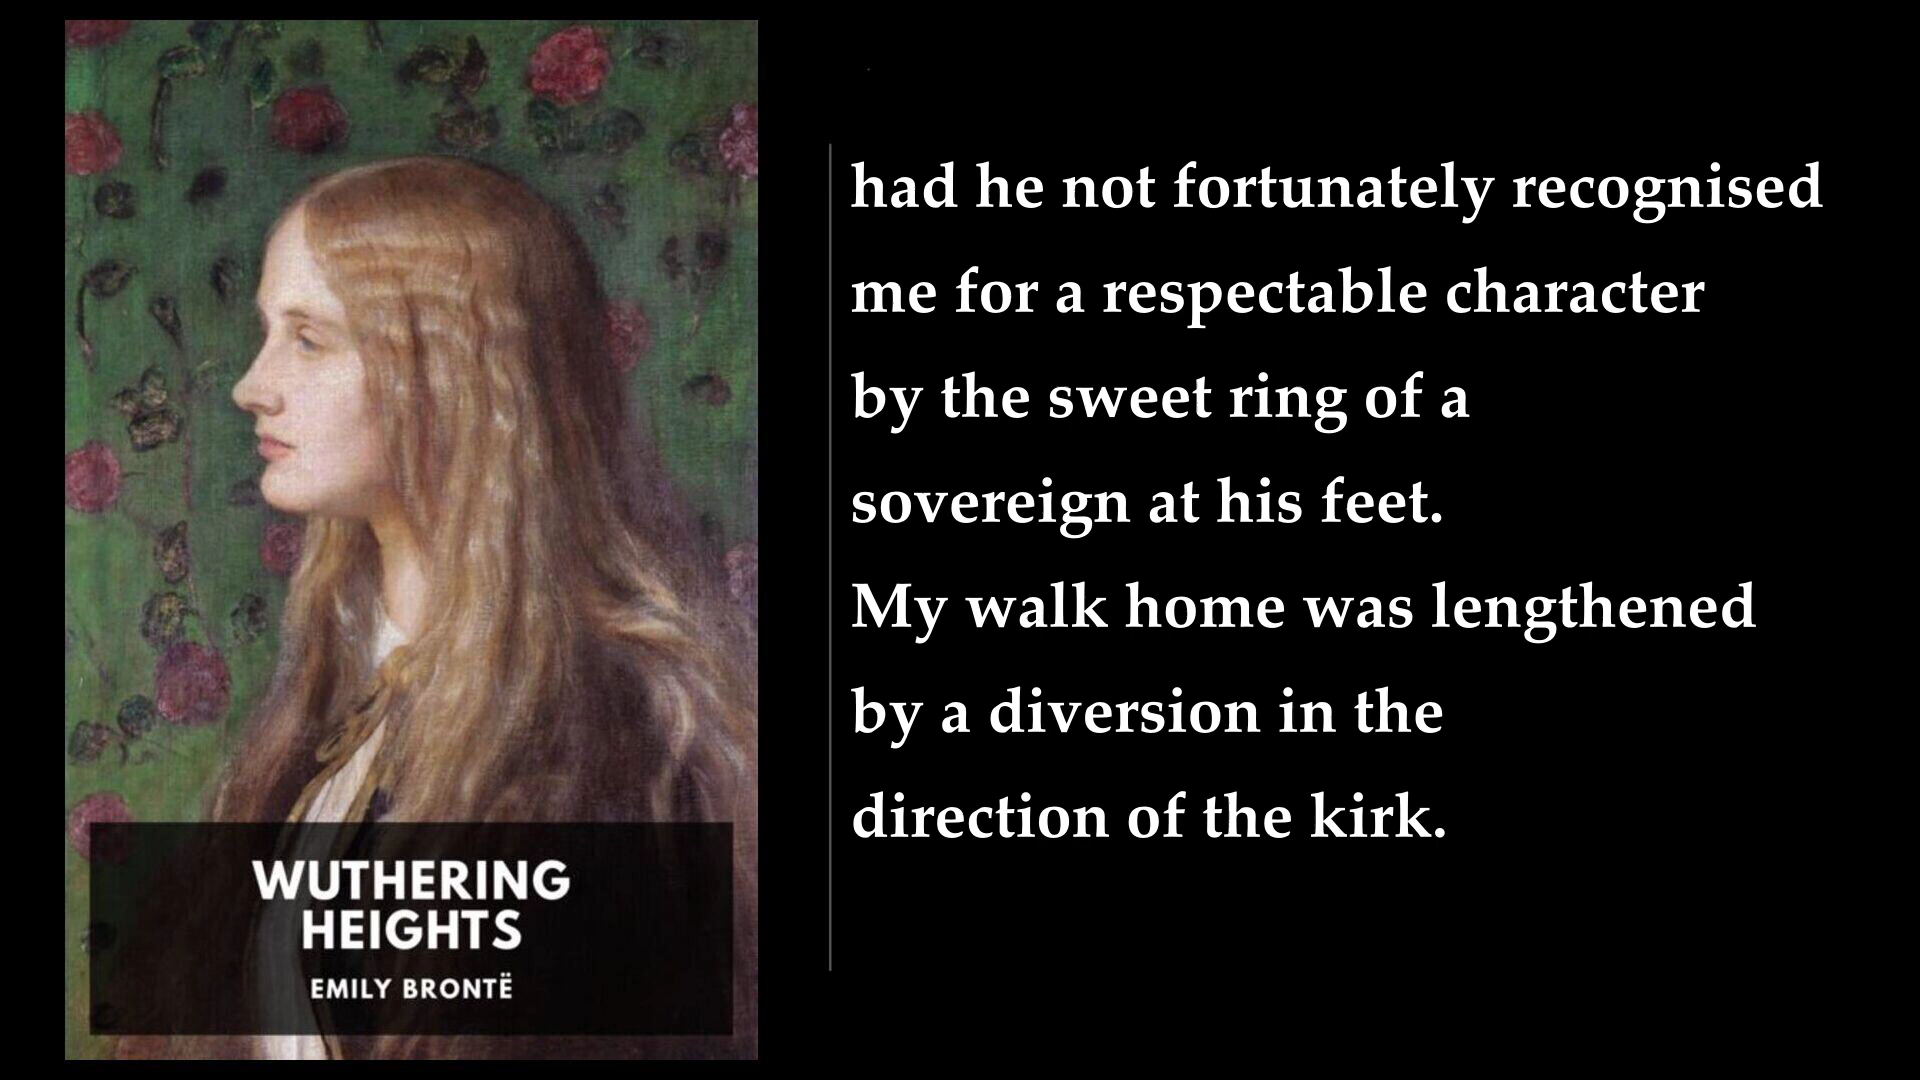 had he not fortunately recognised
me for a respectable character
by the sweet ring of a
sovereign at his feet.
My walk home was lengthened
by a diversion in the
direction of the kirk.
WUTHERING
HEIGHTS
EMILY BRONTË